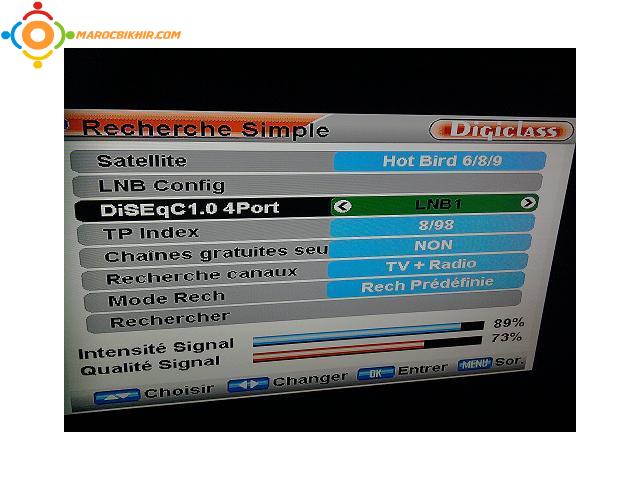 MAROCBIKHIR.COM
Recherche Simple Digiclass
Satellite Hot Bird 6/8/9
LNB Config
DiSEqC1.0 4Port LNB1
TP Index 8/98
Chaines gratuites seu NON
Recherche canaux TV + Radio
Mode Rech Rech Prédéfinie
Rechercher
Intensité Signal 89%
Qualité Signal 73%
Choisir Changer OK Entrer MENU Sor.